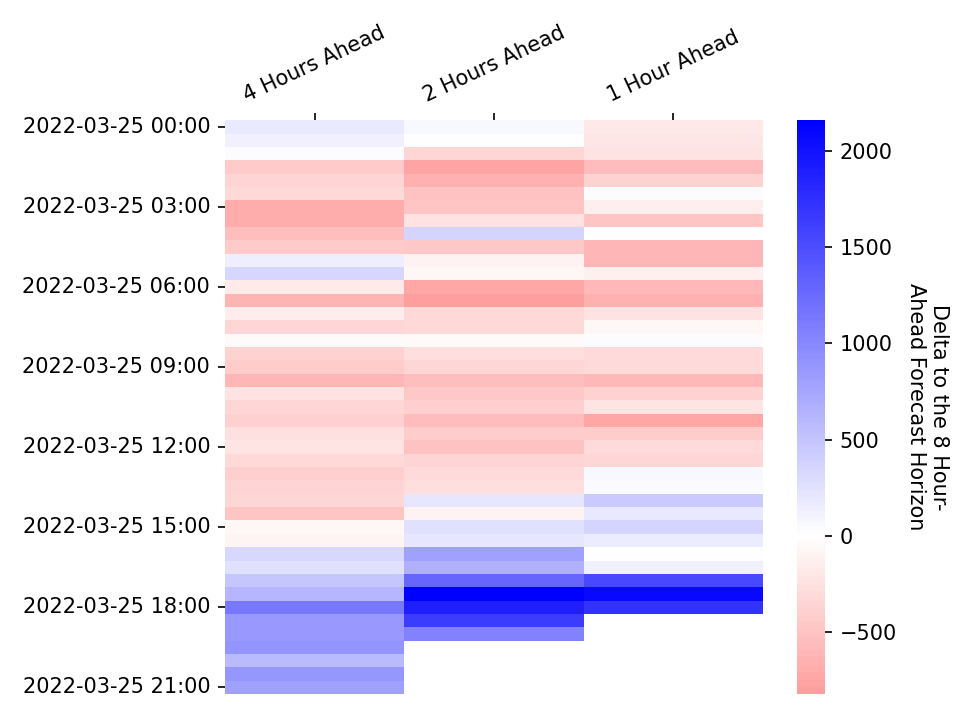 4 Hours Ahead
2 Hours Ahead
1 Hour Ahead
2022-03-25 00:00
2022-03-25 03:00
2022-03-25 06:00
2022-03-25 09:00
2022-03-25 12:00
2022-03-25 15:00
2022-03-25 18:00
2022-03-25 21:00
2000
1500
1000
500
0
−500
Delta to the 8 Hour-
Ahead Forecast Horizon